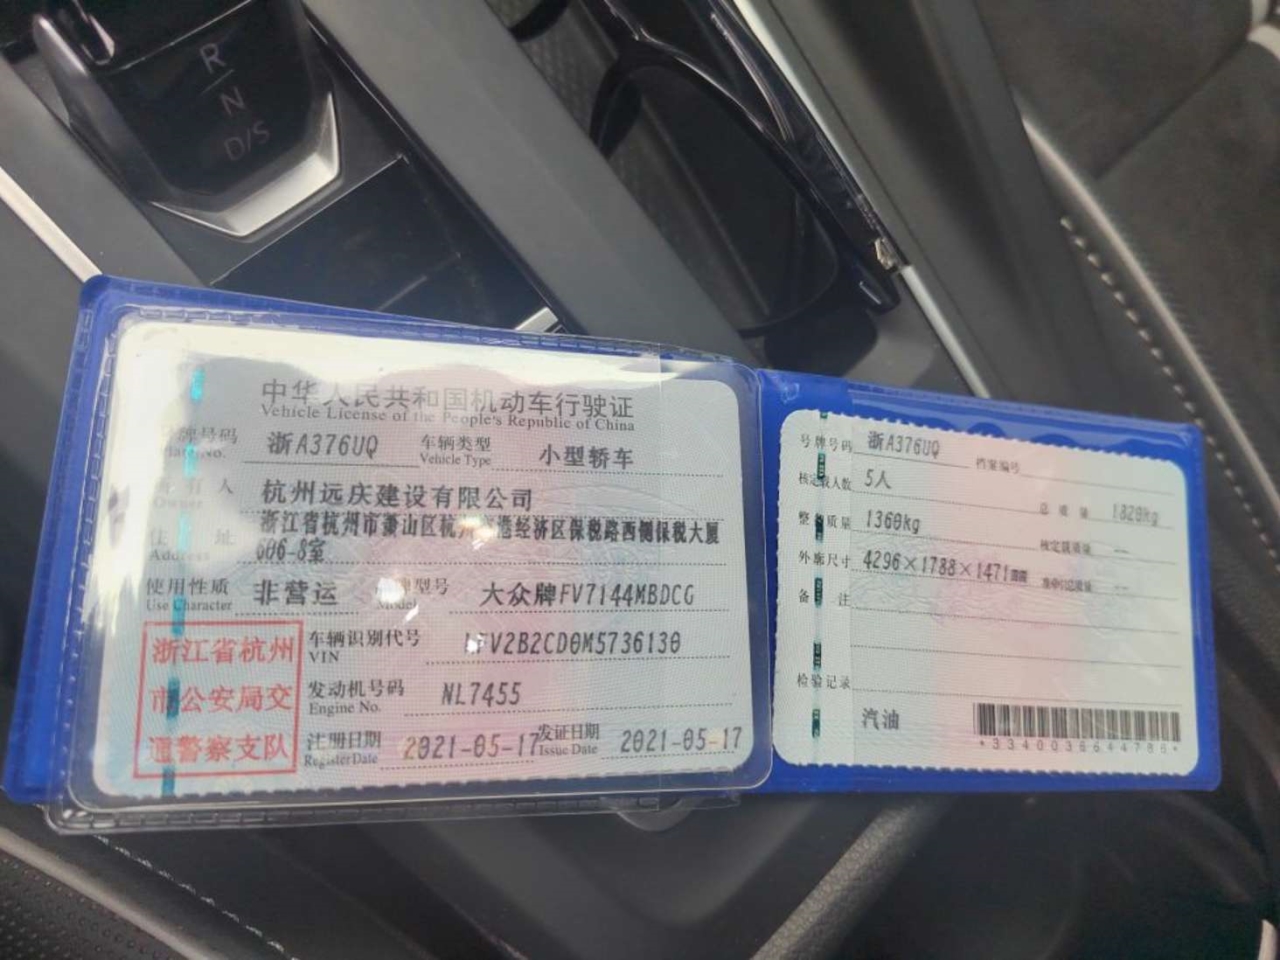 R
N
D/S
中华人民共和国机动车行驶证
Vehicle License of the People's Republic of China
号牌号码 浙A376UQ 车辆类型 小型轿车
Plate No. Vehicle Type
所有人 杭州远庆建设有限公司
Owner
住址 浙江省杭州市萧山区杭州空港经济区保税路西侧保税大厦
Address 606-8室
使用性质 非营运 品牌型号 大众牌FV7144MBDCG
Use Character Model
浙江省杭州
市公安局交
通警察支队
车辆识别代号 LFV2B2CD0M5736130
VIN
发动机号码 NL7455
Engine No.
注册日期 2021-05-17 发证日期 2021-05-17
Register Date Issue Date
号牌号码 浙A376UQ 档案编号
核定载人数 5人 总质量 1820kg
整备质量 1360kg 核定载质量 --
外廓尺寸 4296×1788×1471mm 准牵引总质量 --
备注
检验记录
汽油
*3340036644786*